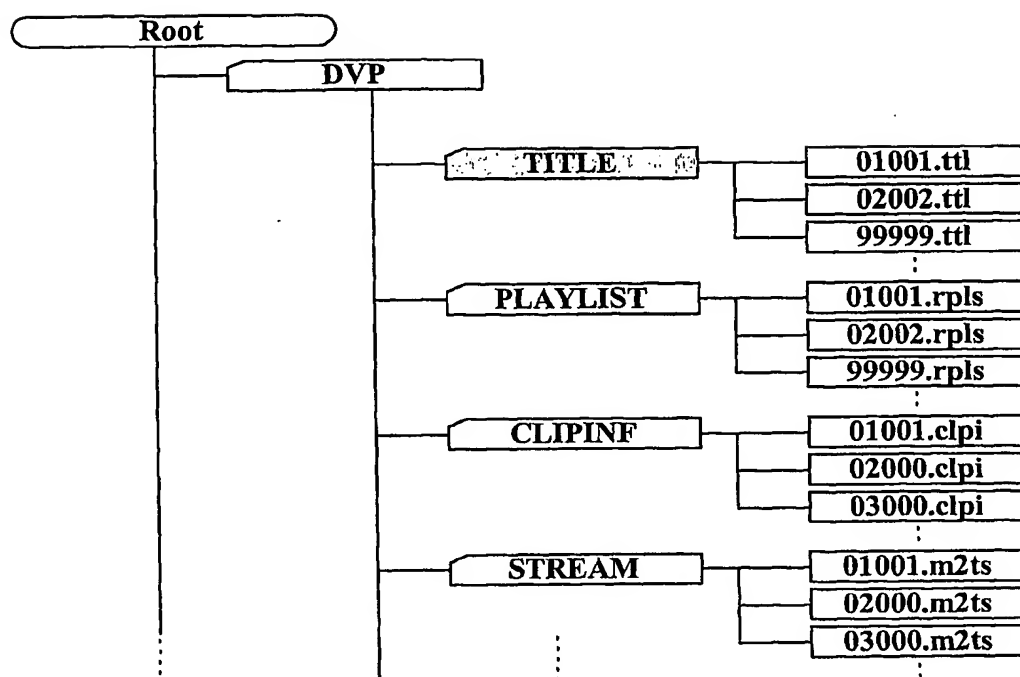 Root
DVP
TITLE
01001.ttl
02002.ttl
99999.ttl
PLAYLIST
01001.rpls
02002.rpls
99999.rpls
CLIPINF
01001.clpi
02000.clpi
03000.clpi
STREAM
01001.m2ts
02000.m2ts
03000.m2ts